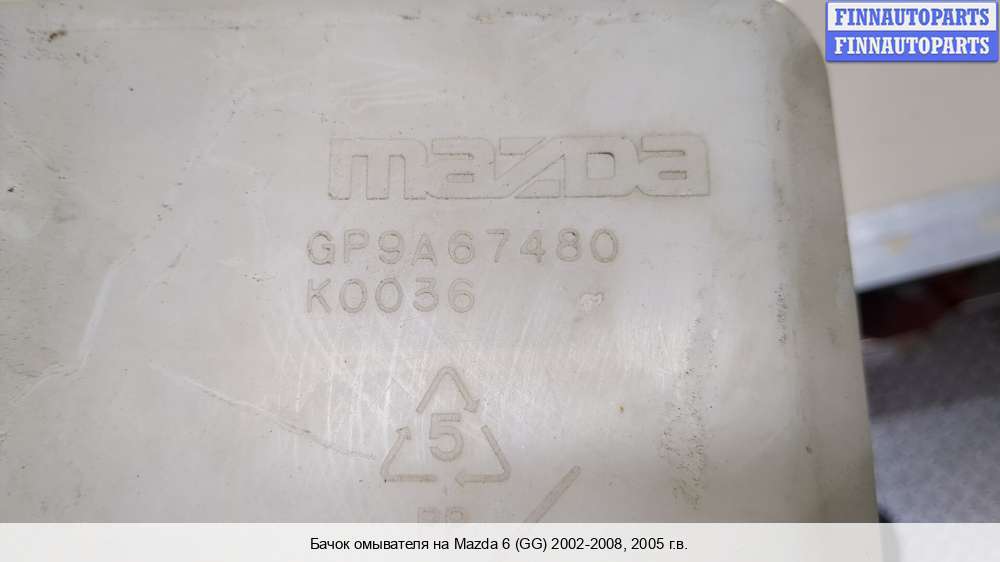 FINNAUTOPARTS
FINNAUTOPARTS
mazda
GP9A67480
K0036
5
Бачок омывателя на Mazda 6 (GG) 2002-2008, 2005 г.в.